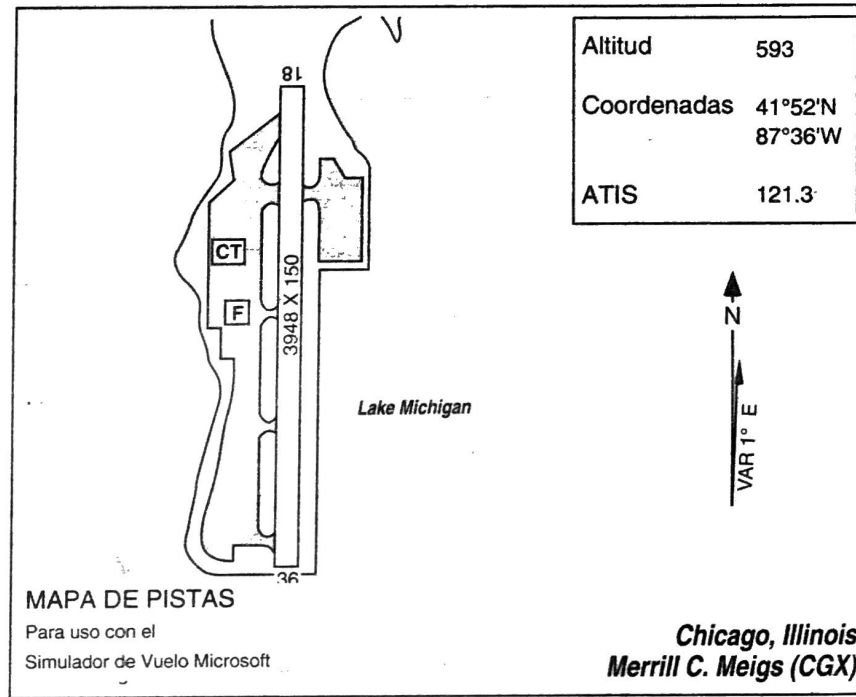 18
Altitud 593
Coordenadas 41°52'N
87°36'W
ATIS 121.3
CT
F
3948 X 150
N
Lake Michigan
VAR 1° E
36
MAPA DE PISTAS
Para uso con el
Simulador de Vuelo Microsoft
Chicago, Illinois
Merrill C. Meigs (CGX)